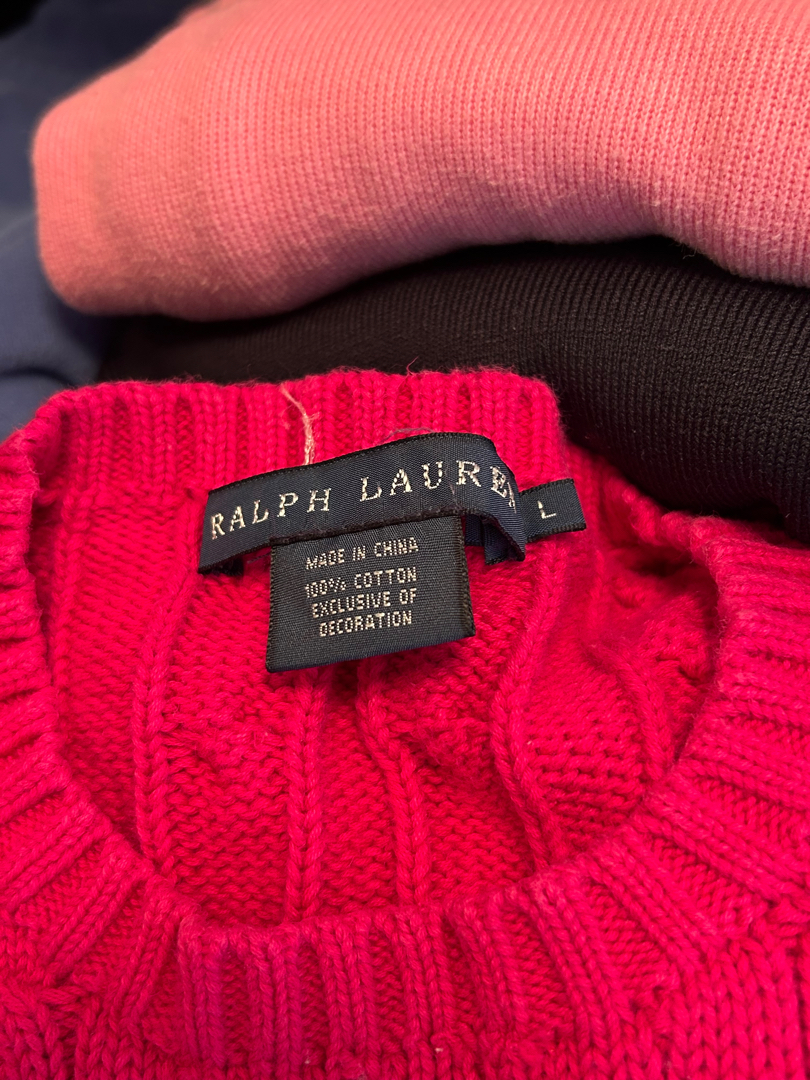 RALPH LAUREN
L
MADE IN CHINA
100% COTTON
EXCLUSIVE OF
DECORATION